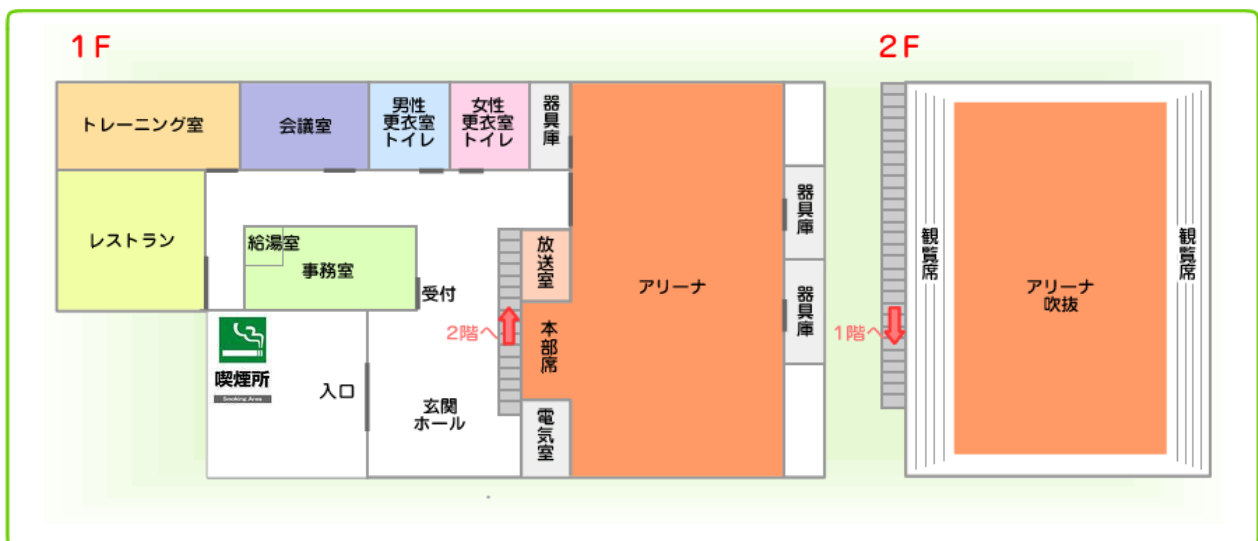 1F
2F
トレーニング室
会議室
男性
更衣室
トイレ
女性
更衣室
トイレ
器具庫
レストラン
給湯室
事務室
受付
放送室
アリーナ
器具庫
器具庫
2階へ
本部席
喫煙所
Smoking Area
入口
玄関
ホール
電気室
1階へ
観覧席
アリーナ
吹抜
観覧席